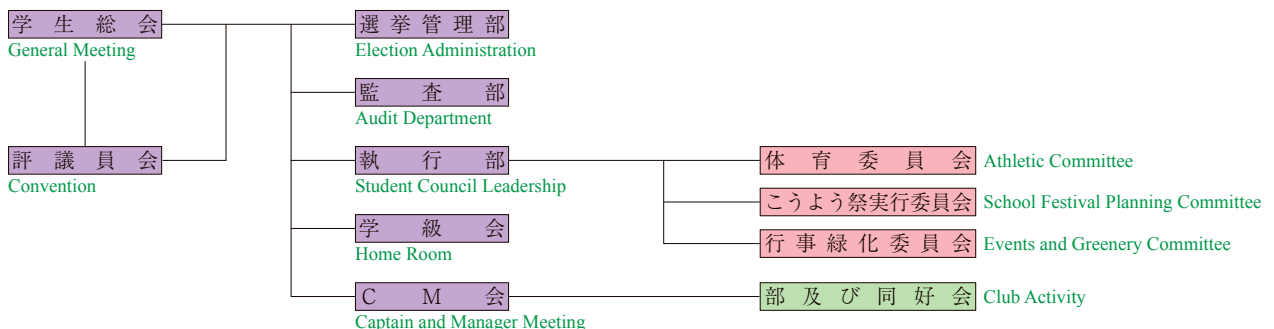 学生総会
General Meeting
評議員会
Convention
選挙管理部
Election Administration
監査部
Audit Department
執行部
Student Council Leadership
学級会
Home Room
CM会
Captain and Manager Meeting
体育委員会 Athletic Committee
こうよう祭実行委員会 School Festival Planning Committee
行事緑化委員会 Events and Greenery Committee
部及び同好会 Club Activity